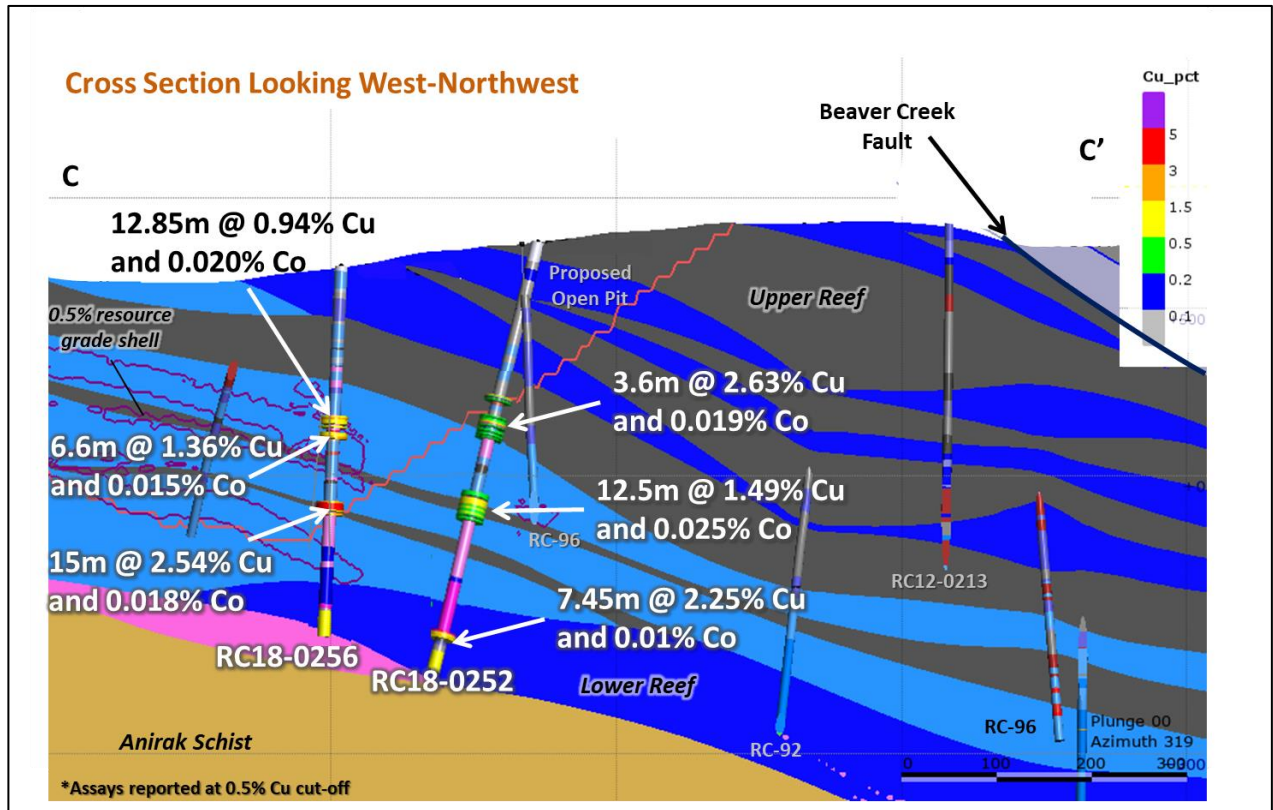 Cross Section Looking West-Northwest
Cu_pct
5
3
1.5
0.5
0.2
0.1
Beaver Creek
Fault
C
C'
12.85m @ 0.94% Cu
and 0.020% Co
Proposed
Open Pit
Upper Reef
0.5% resource
grade shell
3.6m @ 2.63% Cu
and 0.019% Co
6.6m @ 1.36% Cu
and 0.015% Co
12.5m @ 1.49% Cu
and 0.025% Co
RC-96
15m @ 2.54% Cu
and 0.018% Co
RC12-0213
7.45m @ 2.25% Cu
and 0.01% Co
RC18-0256
RC18-0252
Lower Reef
RC-96
Plunge 00
Azimuth 319
Anirak Schist
RC-92
0
100
200
300
*Assays reported at 0.5% Cu cut-off